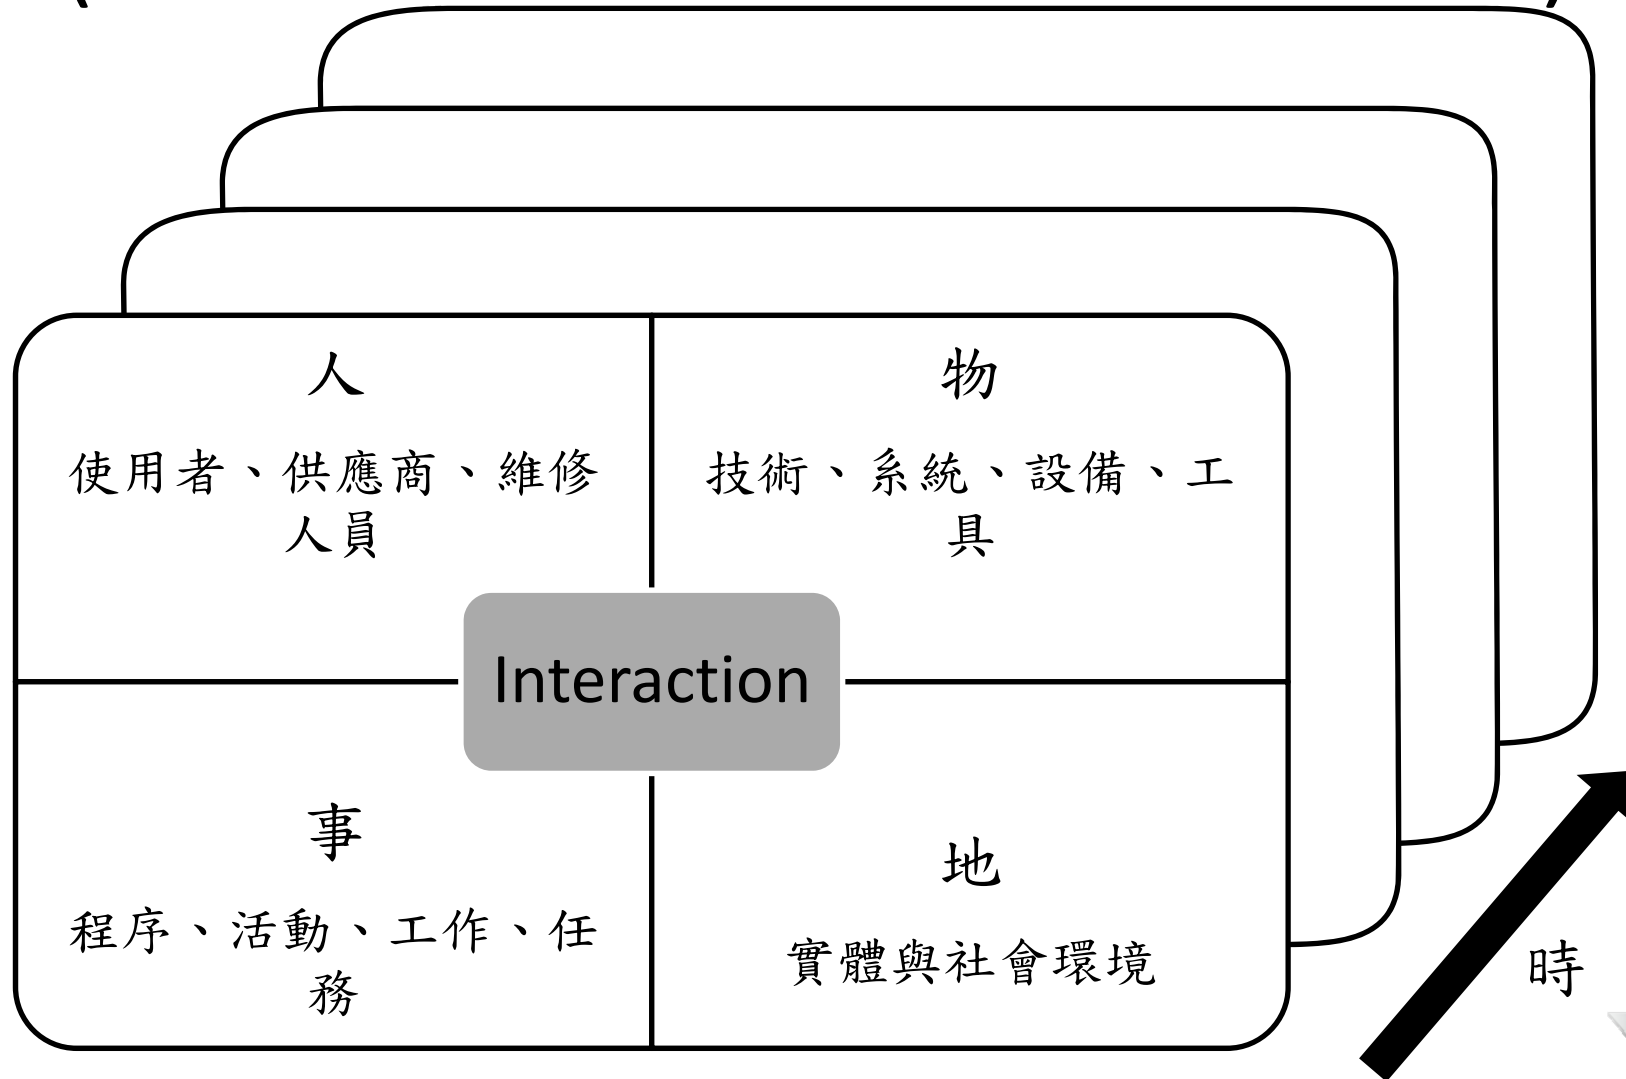 人
使用者、供應商、維修
人員
物
技術、系統、設備、工
具
Interaction
事
程序、活動、工作、任
務
地
實體與社會環境
時